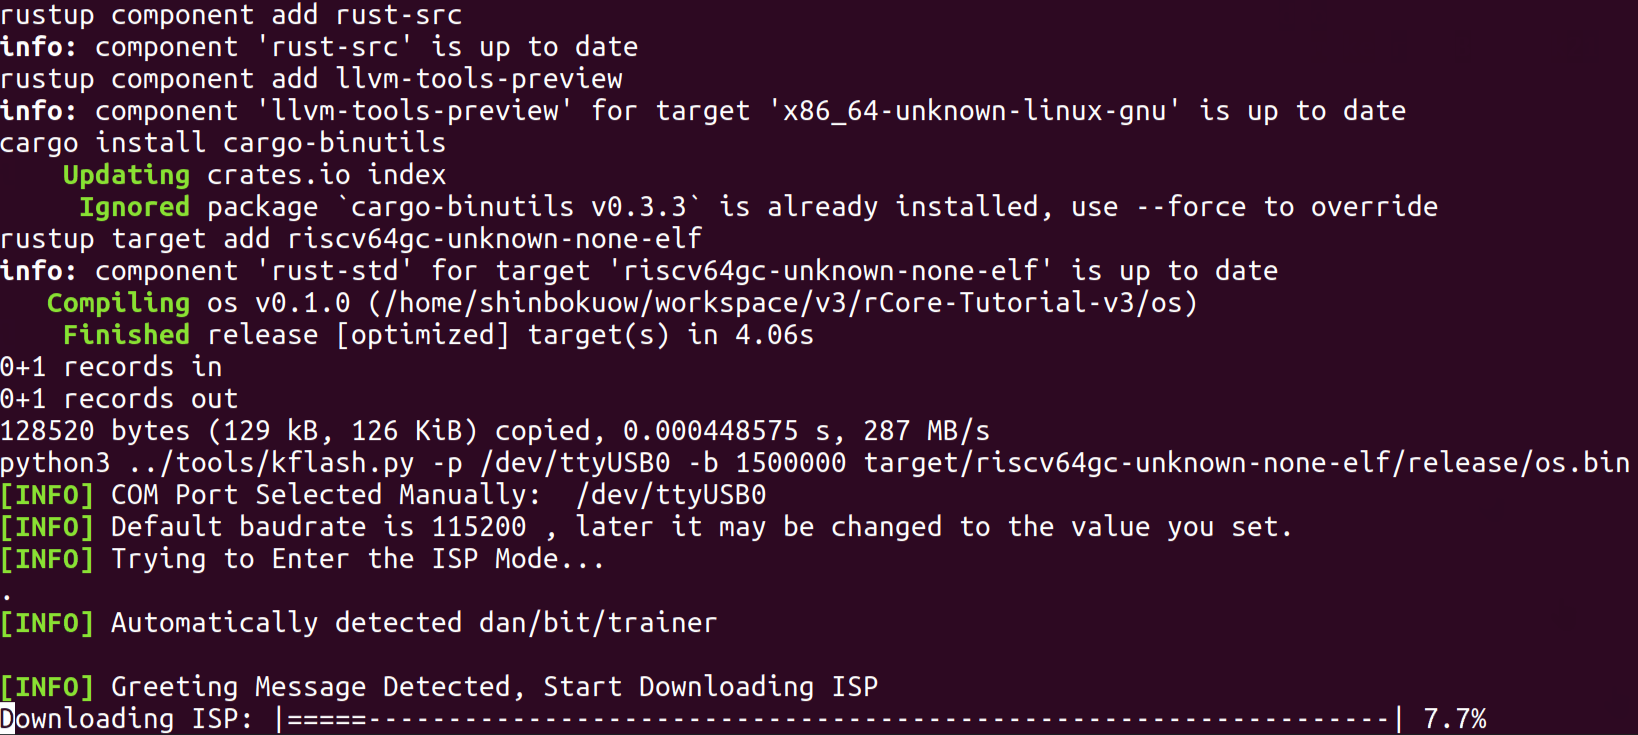 rustup component add rust-src
info: component 'rust-src' is up to date
rustup component add llvm-tools-preview
info: component 'llvm-tools-preview' for target 'x86_64-unknown-linux-gnu' is up to date
cargo install cargo-binutils
    Updating crates.io index
     Ignored package `cargo-binutils v0.3.3` is already installed, use --force to override
rustup target add riscv64gc-unknown-none-elf
info: component 'rust-std' for target 'riscv64gc-unknown-none-elf' is up to date
   Compiling os v0.1.0 (/home/shinbokuow/workspace/v3/rCore-Tutorial-v3/os)
    Finished release [optimized] target(s) in 4.06s
0+1 records in
0+1 records out
128520 bytes (129 kB, 126 KiB) copied, 0.000448575 s, 287 MB/s
python3 ../tools/kflash.py -p /dev/ttyUSB0 -b 1500000 target/riscv64gc-unknown-none-elf/release/os.bin
[INFO] COM Port Selected Manually:  /dev/ttyUSB0
[INFO] Default baudrate is 115200 , later it may be changed to the value you set.
[INFO] Trying to Enter the ISP Mode...
.
[INFO] Automatically detected dan/bit/trainer
[INFO] Greeting Message Detected, Start Downloading ISP
Downloading ISP: |=====----------------------------------------------------------------| 7.7%